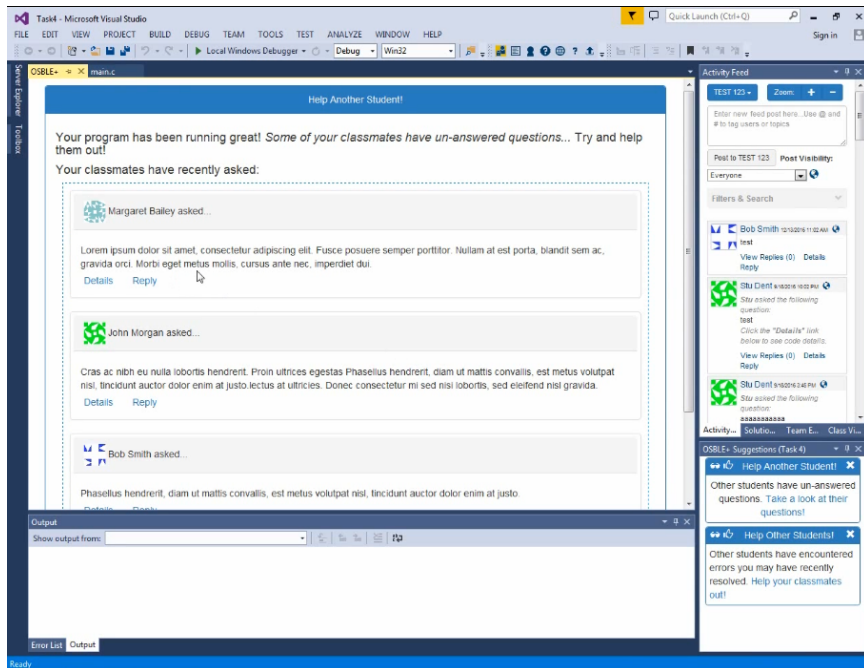 Task4 - Microsoft Visual Studio
Quick Launch (Ctrl+Q)
FILE EDIT VIEW PROJECT BUILD DEBUG TEAM TOOLS TEST ANALYZE WINDOW HELP
Sign in
Local Windows Debugger
Debug
Win32
Server Explorer
Toolbox
OSBLE+
main.c
Help Another Student!
Your program has been running great! Some of your classmates have un-answered questions... Try and help
them out!
Your classmates have recently asked:
Margaret Bailey asked...
Lorem ipsum dolor sit amet, consectetur adipiscing elit. Fusce posuere semper porttitor. Nullam at est porta, blandit sem ac,
gravida orci. Morbi eget metus mollis, cursus ante nec, imperdiet dui.
Details Reply
John Morgan asked...
Cras ac nibh eu nulla lobortis hendrerit. Proin ultrices egestas Phasellus hendrerit, diam ut mattis convallis, est metus volutpat
nisl, tincidunt auctor dolor enim at justo.lectus at ultricies. Donec consectetur mi sed nisi lobortis, sed eleifend nisl gravida.
Details Reply
Bob Smith asked...
Phasellus hendrerit, diam ut mattis convallis, est metus volutpat nisl, tincidunt auctor dolor enim at justo.
Details Reply
Output
Show output from:
Error List Output
Ready
Activity Feed
TEST 123
Zoom: + −
Enter new feed post here...Use @ and
# to tag users or topics
Post to TEST 123 Post Visibility:
Everyone
Filters & Search
Bob Smith 12/13/2016 11:02 AM
test
View Replies (0) Details
Reply
Stu Dent
Stu asked the following
question:
test
Click the "Details" link
below to see code details.
View Replies (0) Details
Reply
Stu Dent
Stu asked the following
question:
Activity... Solutio... Team E... Class Vi...
OSBLE+ Suggestions (Task 4)
Help Another Student!
Other students have un-answered
questions. Take a look at their
questions!
Help Other Students!
Other students have encountered
errors you may have recently
resolved. Help your classmates
out!